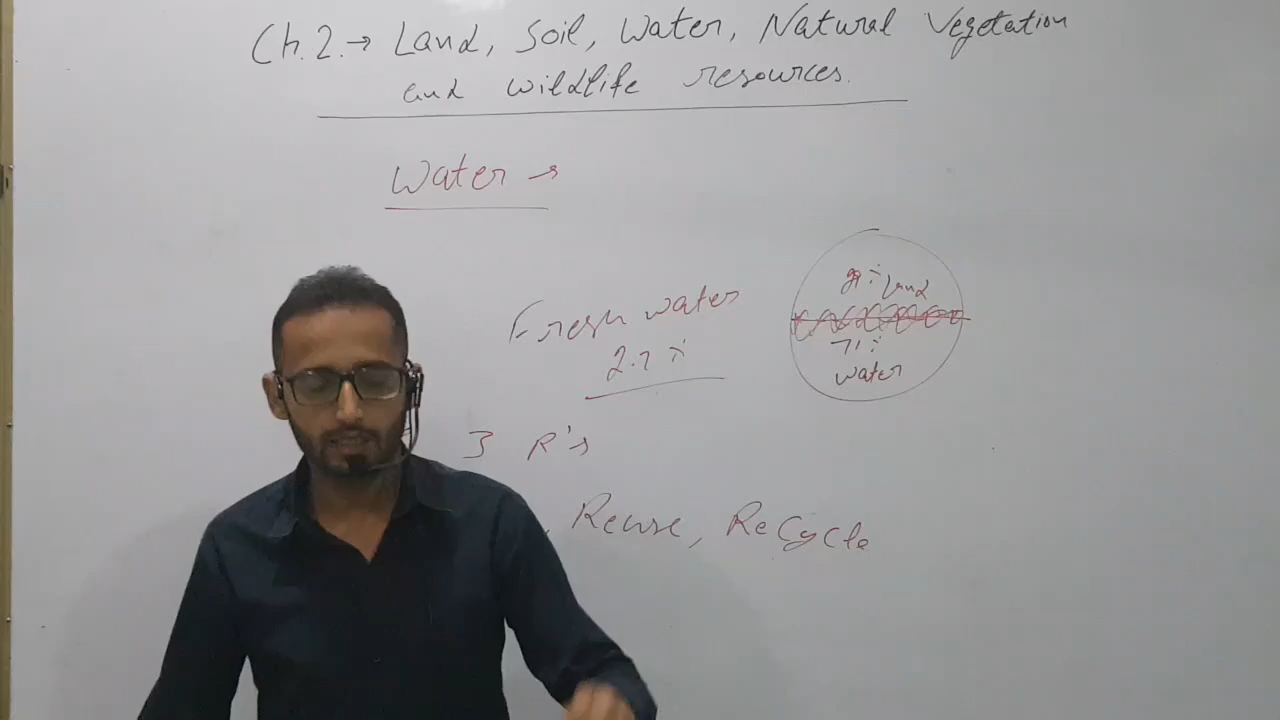 Ch.2.→ Land, Soil, Water, Natural Vegetation
and wildlife resources.
Water →
Fresh water
2.7 %
29 % Land
71 %
water
3 R's
, Reuse, ReCycle